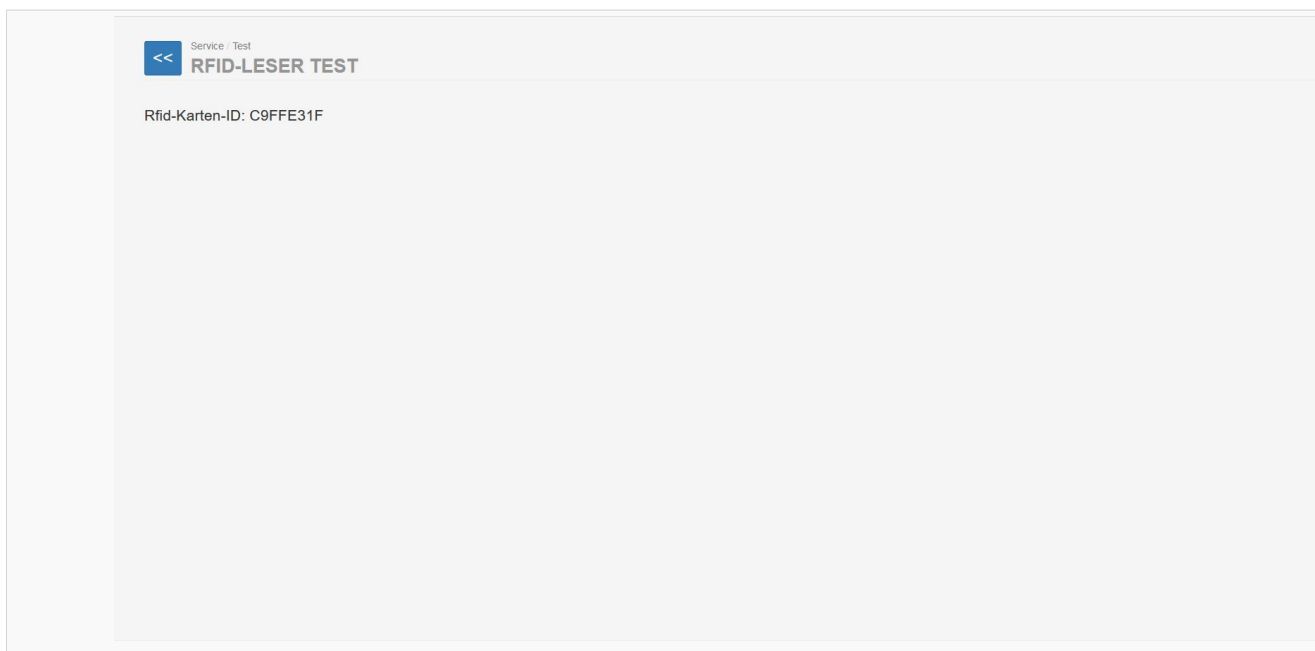 <<
Service / Test
RFID-LESER TEST
Rfid-Karten-ID: C9FFE31F